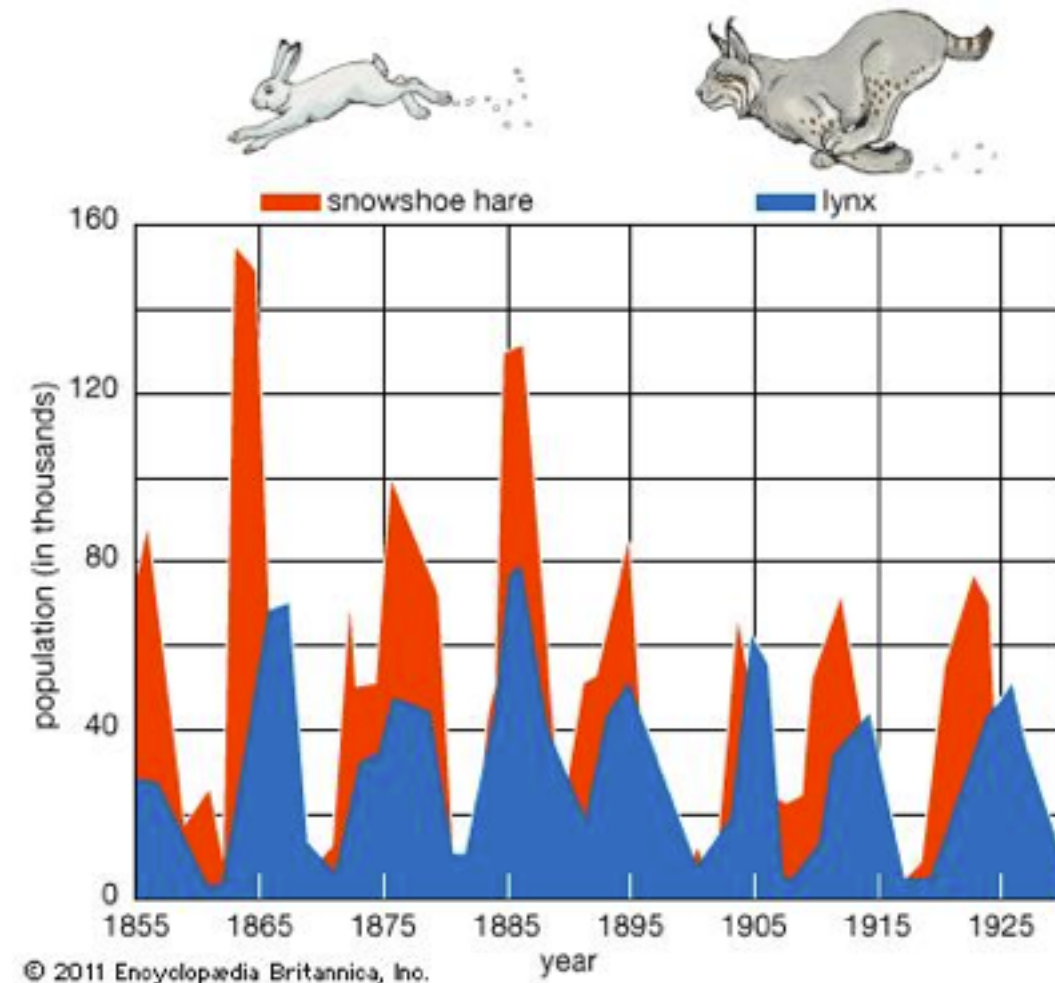 snowshoe hare
lynx
160
120
80
40
0
population (in thousands)
1855 1865 1875 1885 1895 1905 1915 1925
year
© 2011 Encyclopædia Britannica, Inc.